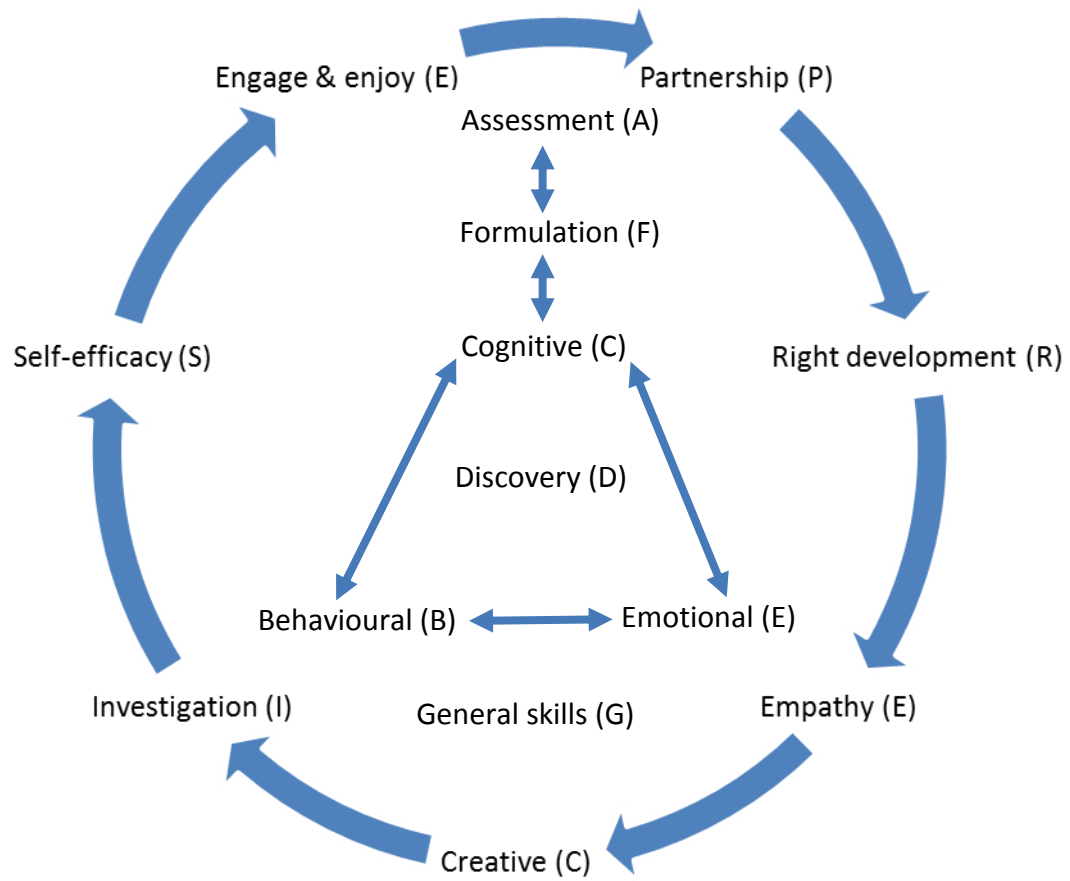 Engage & enjoy (E)
Partnership (P)
Assessment (A)
Formulation (F)
Cognitive (C)
Self-efficacy (S)
Right development (R)
Discovery (D)
Behavioural (B)
Emotional (E)
Investigation (I)
General skills (G)
Empathy (E)
Creative (C)